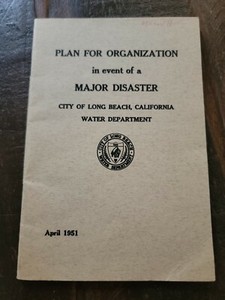 PLAN FOR ORGANIZATION
in event of a
MAJOR DISASTER
CITY OF LONG BEACH, CALIFORNIA
WATER DEPARTMENT
April 1951